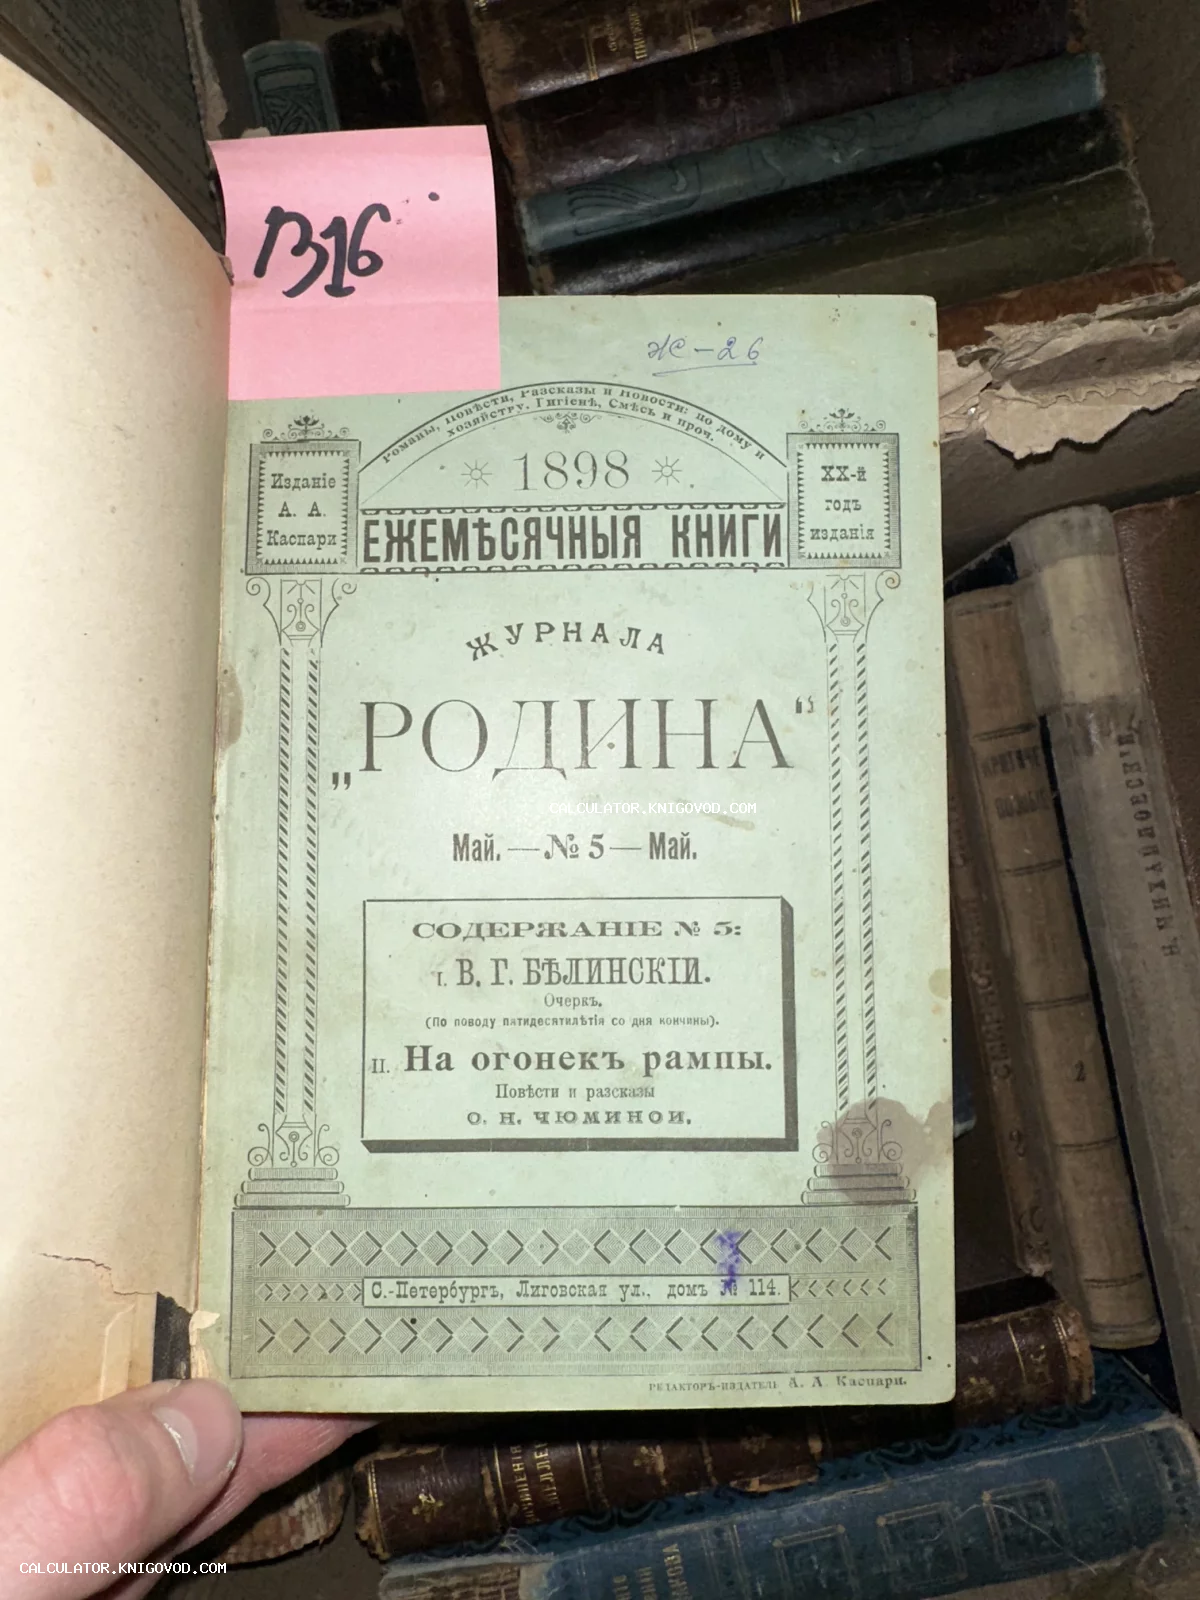 В16
Ж-26
Романы, Повѣсти, Разсказы и Новости: по дому и
хозяйству, Гигіенѣ, Смѣсь и проч.
1898
Изданіе
А. А.
Каспари
ХХ-й
годъ
изданія
ЕЖЕМѢСЯЧНЫЯ КНИГИ
ЖУРНАЛА
„РОДИНА“
CALCULATOR.KNIGOVOD.COM
Май. — № 5 — Май.
СОДЕРЖАНІЕ № 5:
I. В. Г. БѢЛИНСКІЙ.
Очеркъ.
(По поводу пятидесятилѣтія со дня кончины).
II. На огонекъ рампы.
Повѣсти и разсказы
О. Н. ЧЮМИНОЙ.
С.-Петербургъ, Лиговская ул., домъ № 114.
РЕДАКТОРЪ-ИЗДАТЕЛЬ А. А. Каспари.
Н. МИХАЙЛОВСКІЙ
2
CALCULATOR.KNIGOVOD.COM